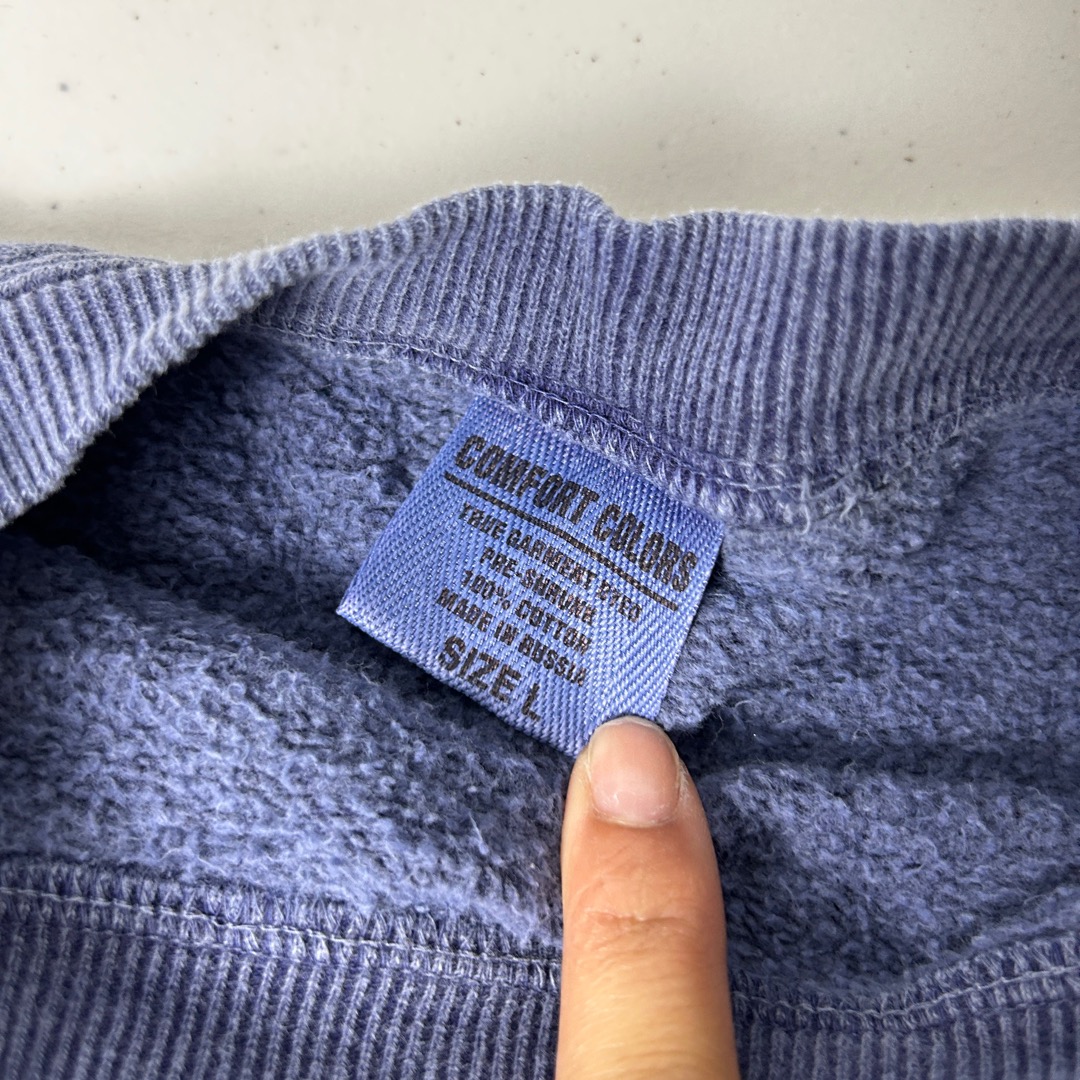 COMFORT COLORS
TRUE GARMENT DYED
PRE-SHRUNK
100% COTTON
MADE IN RUSSIA
SIZE L